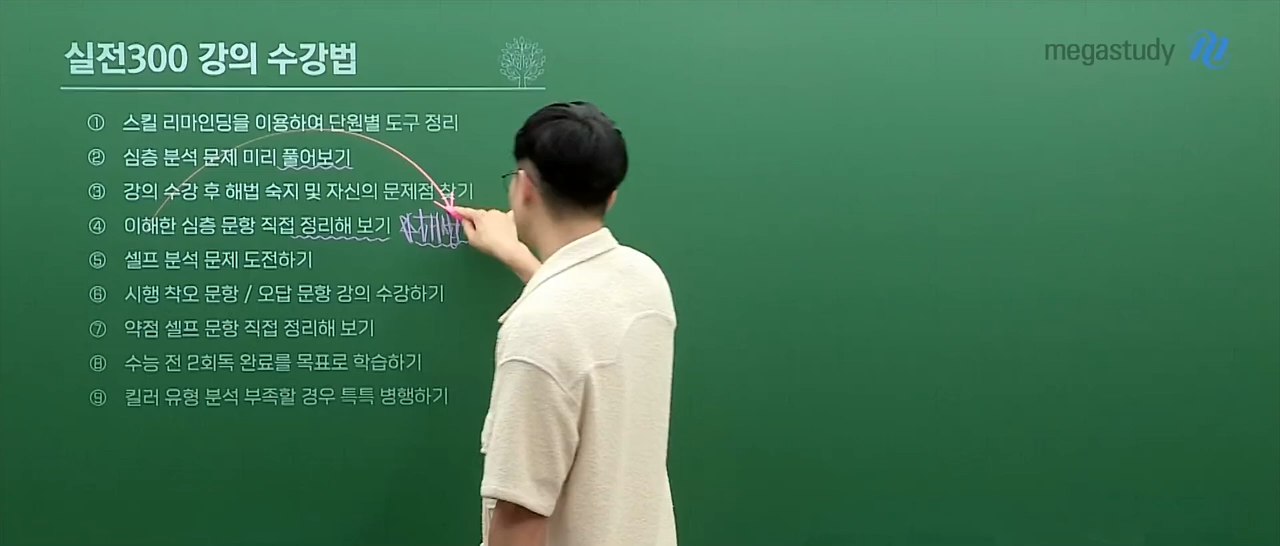 실전300 강의 수강법
megastudy
① 스킬 리마인딩을 이용하여 단원별 도구 정리
② 심층 분석 문제 미리 풀어보기
③ 강의 수강 후 해법 숙지 및 자신의 문제점 찾기
④ 이해한 심층 문항 직접 정리해 보기
⑤ 셀프 분석 문제 도전하기
⑥ 시행 착오 문항 / 오답 문항 강의 수강하기
⑦ 약점 셀프 문항 직접 정리해 보기
⑧ 수능 전 2회독 완료를 목표로 학습하기
⑨ 킬러 유형 분석 부족할 경우 특특 병행하기